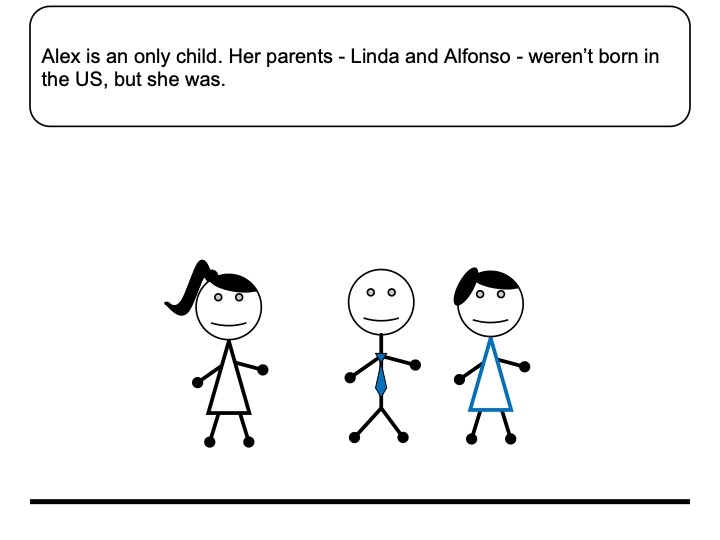 Alex is an only child. Her parents - Linda and Alfonso - weren’t born in
the US, but she was.